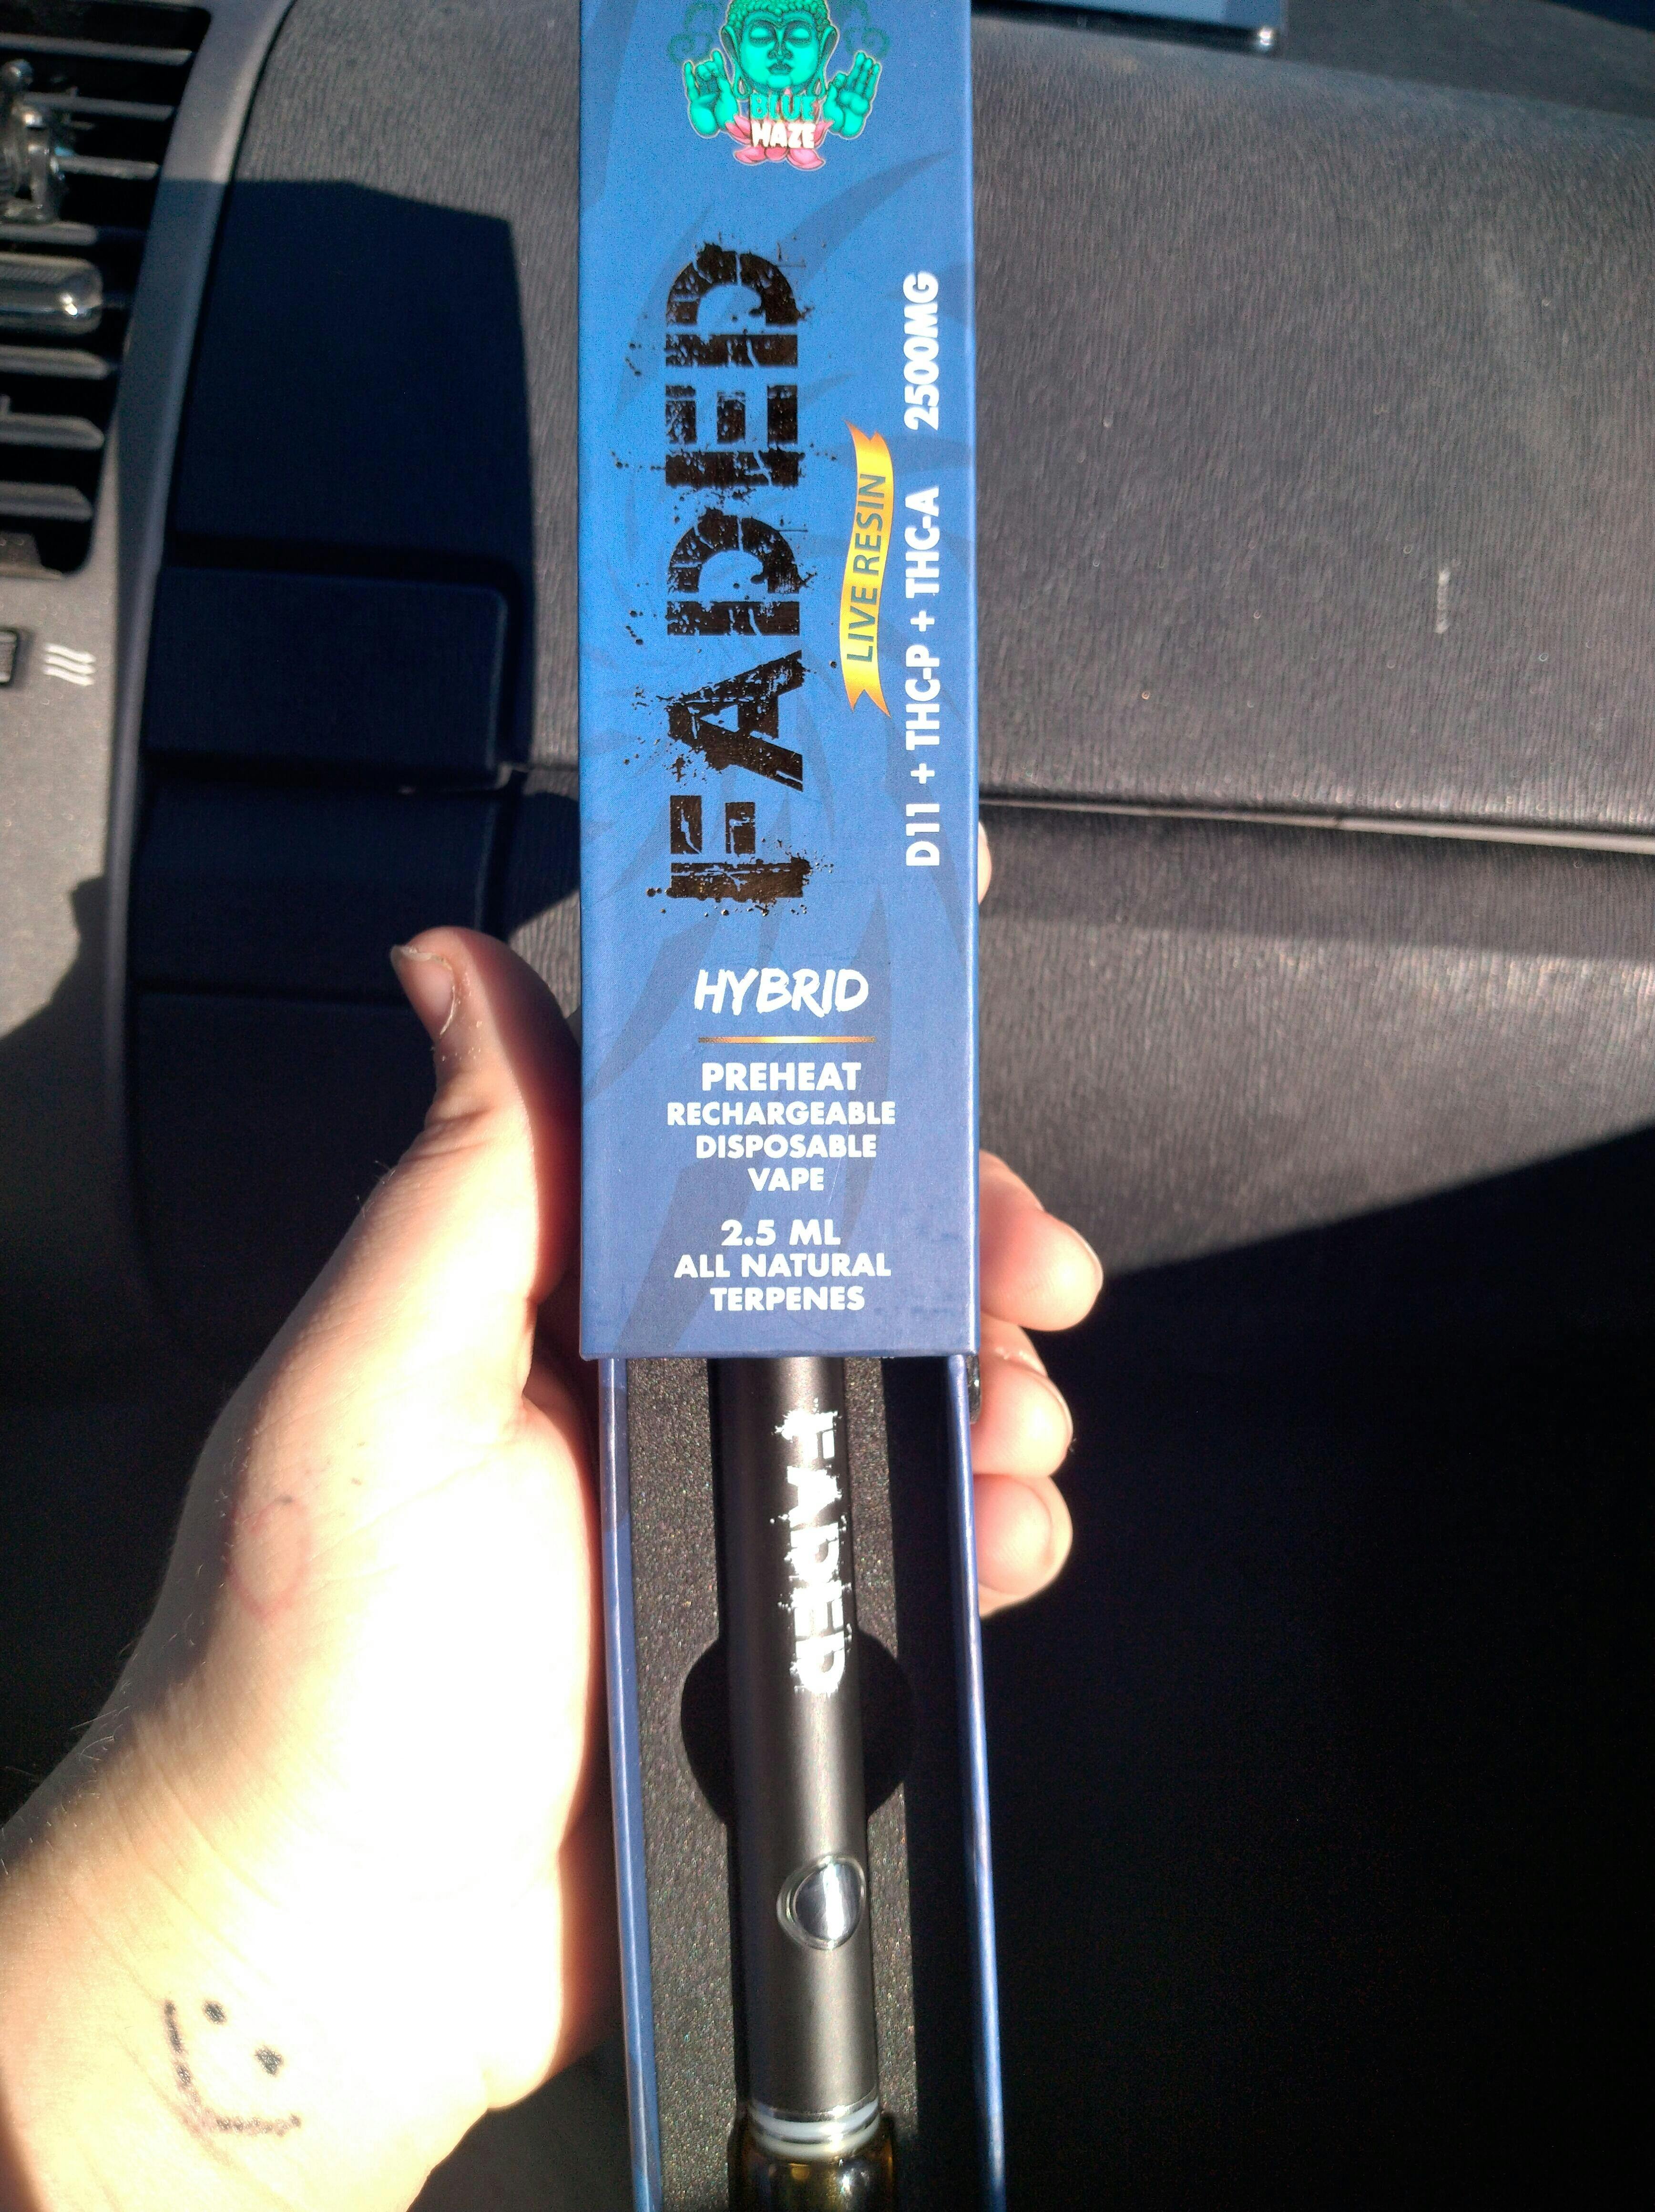 BLUE
HAZE
FADED
LIVE RESIN
D11 + THC-P + THC-A 2500MG
HYBRID
PREHEAT
RECHARGEABLE
DISPOSABLE
VAPE
2.5 ML
ALL NATURAL
TERPENES
FADED